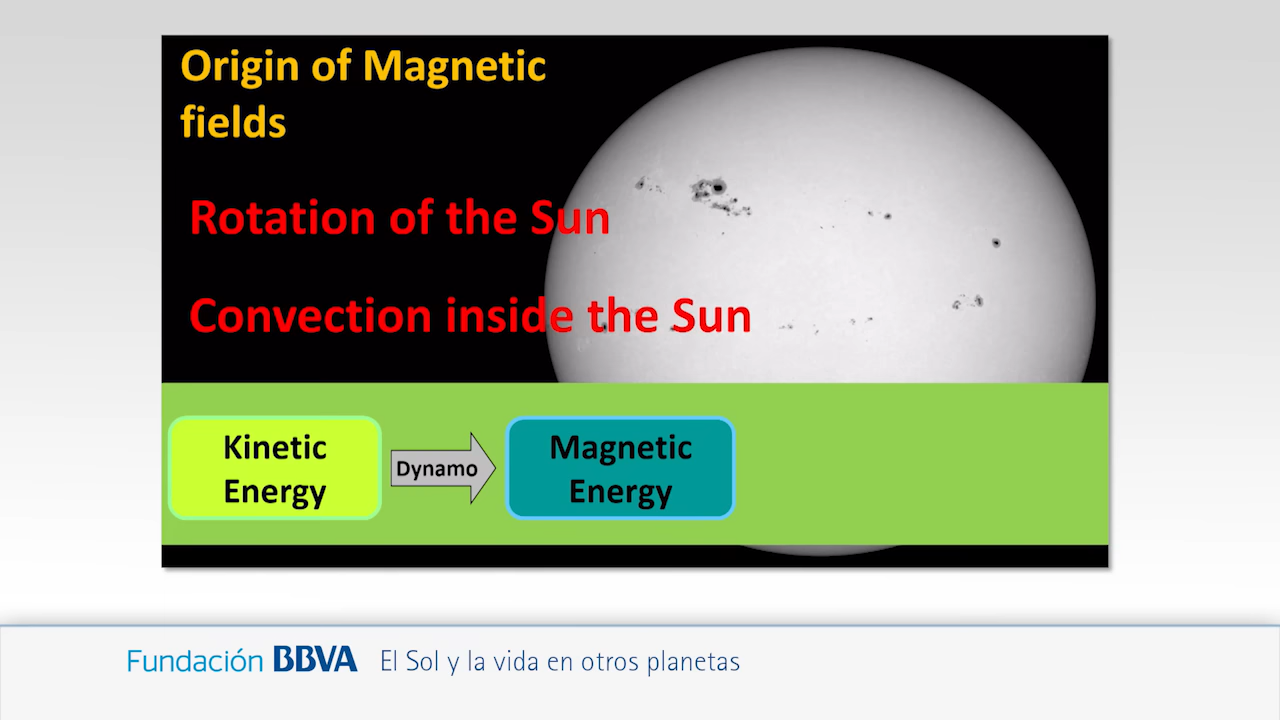 Origin of Magnetic
fields
Rotation of the Sun
Convection inside the Sun
Kinetic
Energy
Dynamo
Magnetic
Energy
Fundación BBVA El Sol y la vida en otros planetas